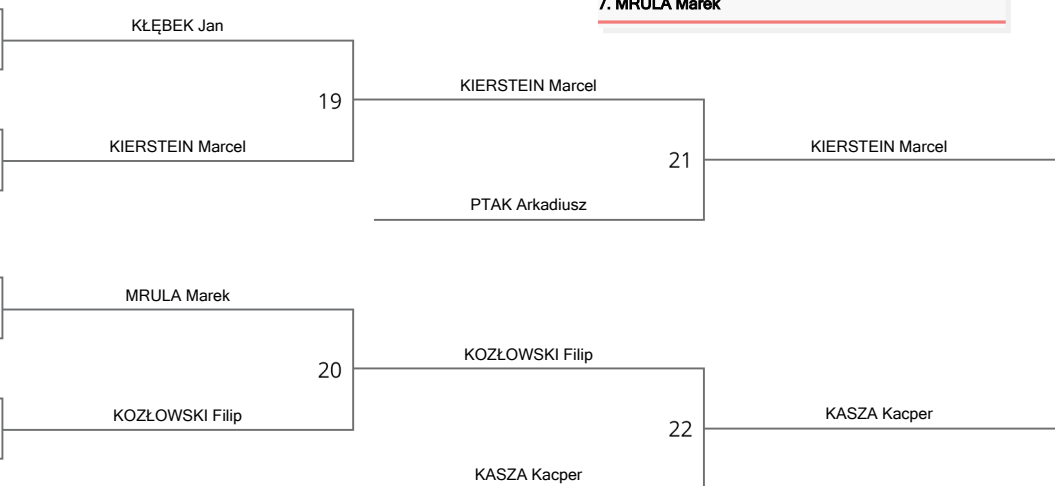 7. MRULA Marek
KŁĘBEK Jan
19
KIERSTEIN Marcel
KIERSTEIN Marcel
21
KIERSTEIN Marcel
PTAK Arkadiusz
MRULA Marek
20
KOZŁOWSKI Filip
KOZŁOWSKI Filip
22
KASZA Kacper
KASZA Kacper